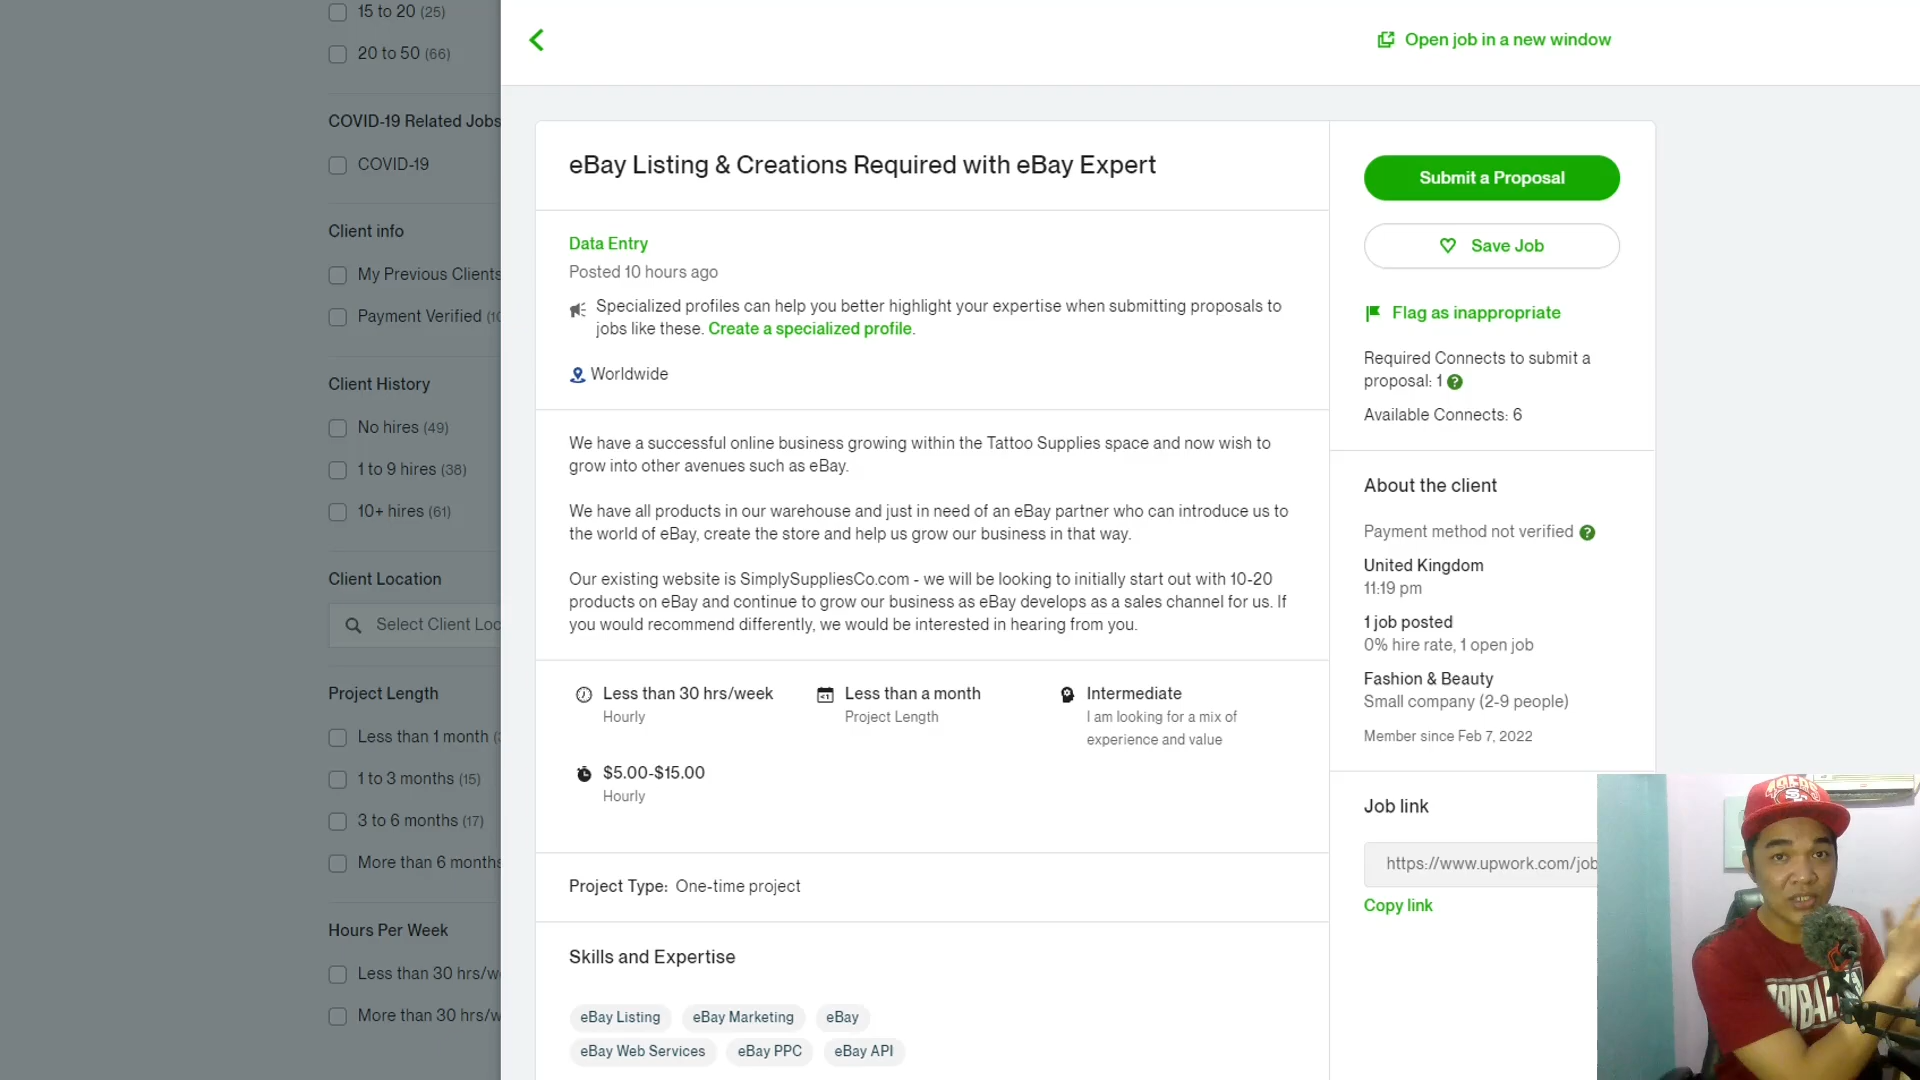 15 to 20 (25)
20 to 50 (66)
COVID-19 Related Jobs
COVID-19
Client info
My Previous Clients
Payment Verified
Client History
No hires (49)
1 to 9 hires (38)
10+ hires (61)
Client Location
Select Client Loc
Project Length
Less than 1 month
1 to 3 months (15)
3 to 6 months (17)
More than 6 months
Hours Per Week
Less than 30 hrs/w
More than 30 hrs/w
Open job in a new window
eBay Listing & Creations Required with eBay Expert
Data Entry
Posted 10 hours ago
Specialized profiles can help you better highlight your expertise when submitting proposals to
jobs like these. Create a specialized profile.
Worldwide
We have a successful online business growing within the Tattoo Supplies space and now wish to
grow into other avenues such as eBay.
We have all products in our warehouse and just in need of an eBay partner who can introduce us to
the world of eBay, create the store and help us grow our business in that way.
Our existing website is SimplySuppliesCo.com - we will be looking to initially start out with 10-20
products on eBay and continue to grow our business as eBay develops as a sales channel for us. If
you would recommend differently, we would be interested in hearing from you.
Less than 30 hrs/week
Hourly
Less than a month
Project Length
Intermediate
I am looking for a mix of
experience and value
$5.00-$15.00
Hourly
Project Type: One-time project
Skills and Expertise
eBay Listing
eBay Marketing
eBay
eBay Web Services
eBay PPC
eBay API
Submit a Proposal
Save Job
Flag as inappropriate
Required Connects to submit a
proposal: 1
Available Connects: 6
About the client
Payment method not verified
United Kingdom
11:19 pm
1 job posted
0% hire rate, 1 open job
Fashion & Beauty
Small company (2-9 people)
Member since Feb 7, 2022
Job link
https://www.upwork.com/job
Copy link
49ERS
SF